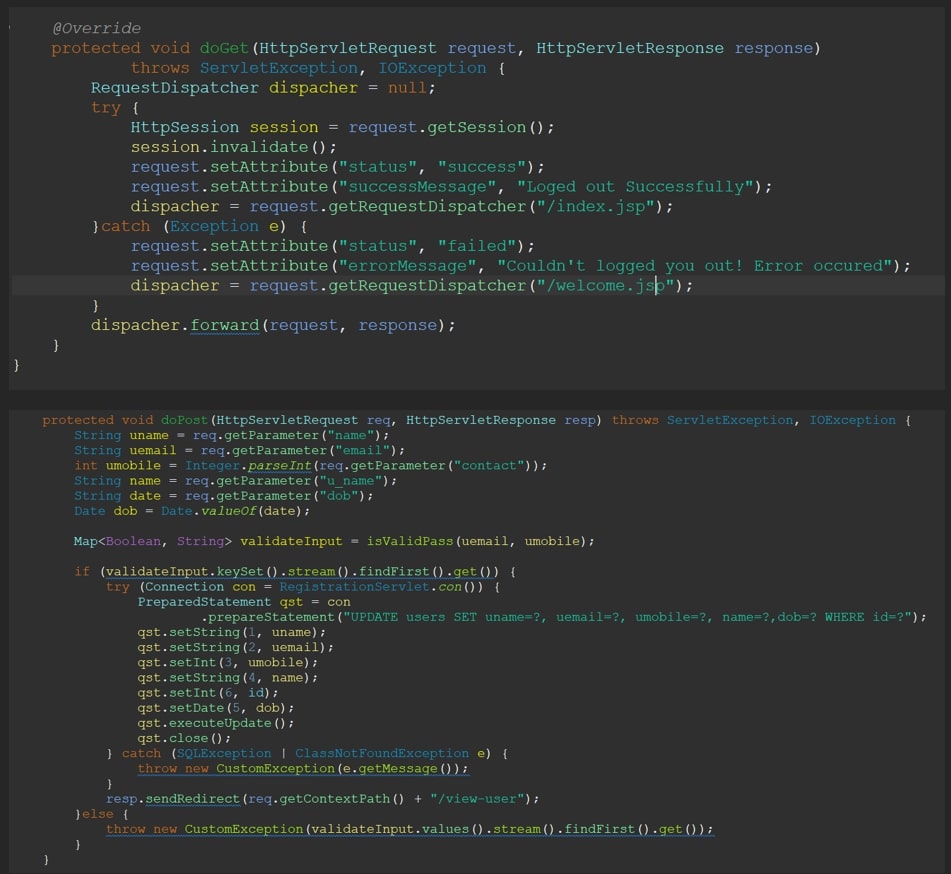 @Override
protected void doGet(HttpServletRequest request, HttpServletResponse response)
throws ServletException, IOException {
RequestDispatcher dispacher = null;
try {
HttpSession session = request.getSession();
session.invalidate();
request.setAttribute("status", "success");
request.setAttribute("successMessage", "Loged out Successfully");
dispacher = request.getRequestDispatcher("/index.jsp");
}catch (Exception e) {
request.setAttribute("status", "failed");
request.setAttribute("errorMessage", "Couldn't logged you out! Error occured");
dispacher = request.getRequestDispatcher("/welcome.jsp");
}
dispacher.forward(request, response);
}
}
protected void doPost(HttpServletRequest req, HttpServletResponse resp) throws ServletException, IOException {
String uname = req.getParameter("name");
String uemail = req.getParameter("email");
int umobile = Integer.parseInt(req.getParameter("contact"));
String name = req.getParameter("u_name");
String date = req.getParameter("dob");
Date dob = Date.valueOf(date);
Map<Boolean, String> validateInput = isValidPass(uemail, umobile);
if (validateInput.keySet().stream().findFirst().get()) {
try (Connection con = RegistrationServlet.con()) {
PreparedStatement qst = con
.prepareStatement("UPDATE users SET uname=?, uemail=?, umobile=?, name=?,dob=? WHERE id=?");
qst.setString(1, uname);
qst.setString(2, uemail);
qst.setInt(3, umobile);
qst.setString(4, name);
qst.setInt(6, id);
qst.setDate(5, dob);
qst.executeUpdate();
qst.close();
} catch (SQLException | ClassNotFoundException e) {
throw new CustomException(e.getMessage());
}
resp.sendRedirect(req.getContextPath() + "/view-user");
}else {
throw new CustomException(validateInput.values().stream().findFirst().get());
}
}